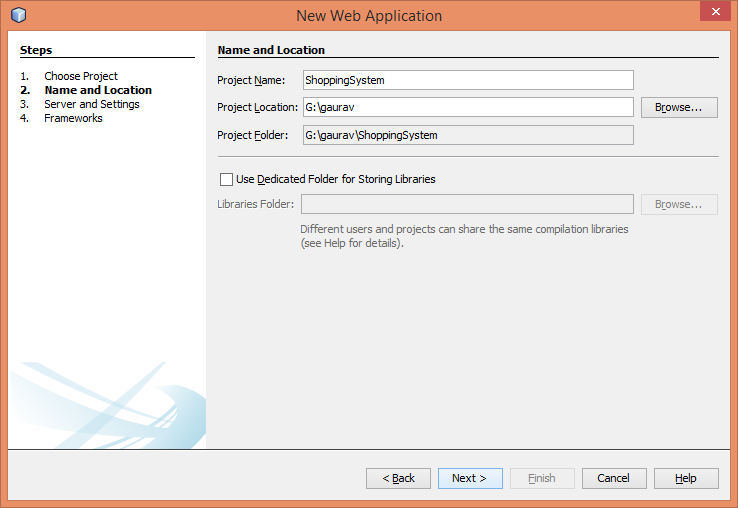 New Web Application
Steps
1. Choose Project
2. Name and Location
3. Server and Settings
4. Frameworks
Name and Location
Project Name: ShoppingSystem
Project Location: G:\gaurav Browse...
Project Folder: G:\gaurav\ShoppingSystem
Use Dedicated Folder for Storing Libraries
Libraries Folder: Browse...
Different users and projects can share the same compilation libraries
(see Help for details).
< Back Next > Finish Cancel Help